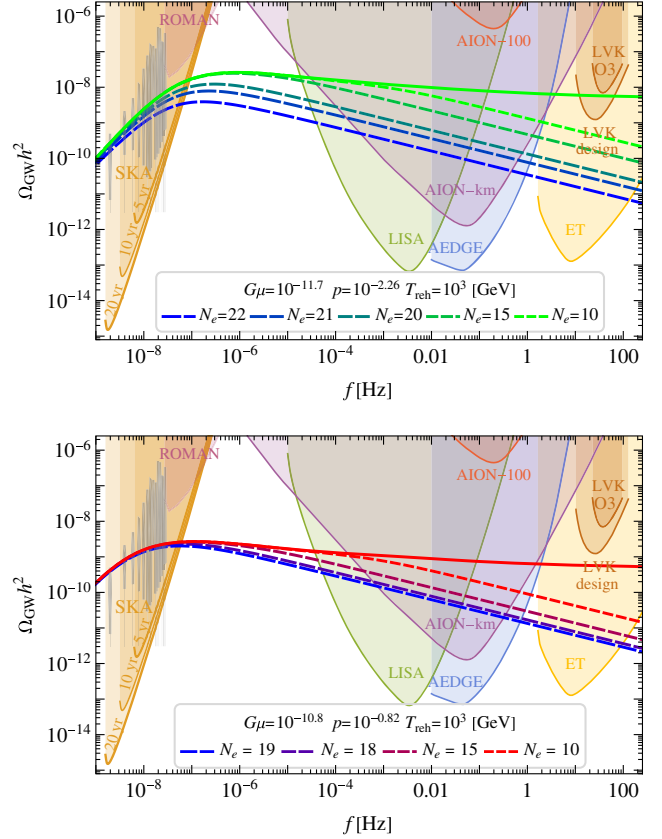 10⁻⁶
10⁻⁸
10⁻¹⁰
10⁻¹²
10⁻¹⁴
Ω_GW h²
ROMAN
AION-100
LVK
O3
LVK
design
SKA
< 5 yr
< 10 yr
20 yr
AION-km
LISA
AEDGE
ET
Gμ=10⁻¹¹·⁷ p=10⁻²·²⁶ T_reh=10³ [GeV]
N_e=22 N_e=21 N_e=20 N_e=15 N_e=10
10⁻⁸ 10⁻⁶ 10⁻⁴ 0.01 1 100
f [Hz]
10⁻⁶
10⁻⁸
10⁻¹⁰
10⁻¹²
10⁻¹⁴
Ω_GW h²
ROMAN
AION-100
LVK
O3
LVK
design
SKA
< 5 yr
< 10 yr
20 yr
AION-km
LISA
AEDGE
ET
Gμ=10⁻¹⁰·⁸ p=10⁻⁰·⁸² T_reh=10³ [GeV]
N_e = 19 N_e = 18 N_e = 15 N_e = 10
10⁻⁸ 10⁻⁶ 10⁻⁴ 0.01 1 100
f [Hz]